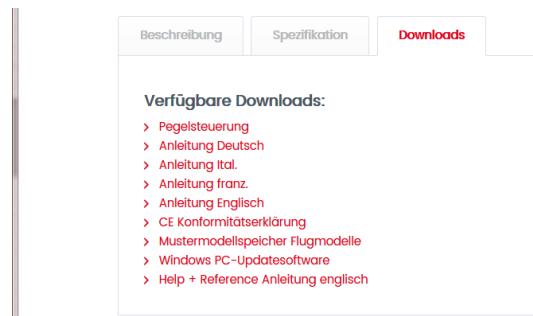 Beschreibung Spezifikation Downloads
Verfügbare Downloads:
Pegelsteuerung
Anleitung Deutsch
Anleitung Ital.
Anleitung franz.
Anleitung Englisch
CE Konformitätserklärung
Mustermodellspeicher Flugmodelle
Windows PC-Updatesoftware
Help + Reference Anleitung englisch